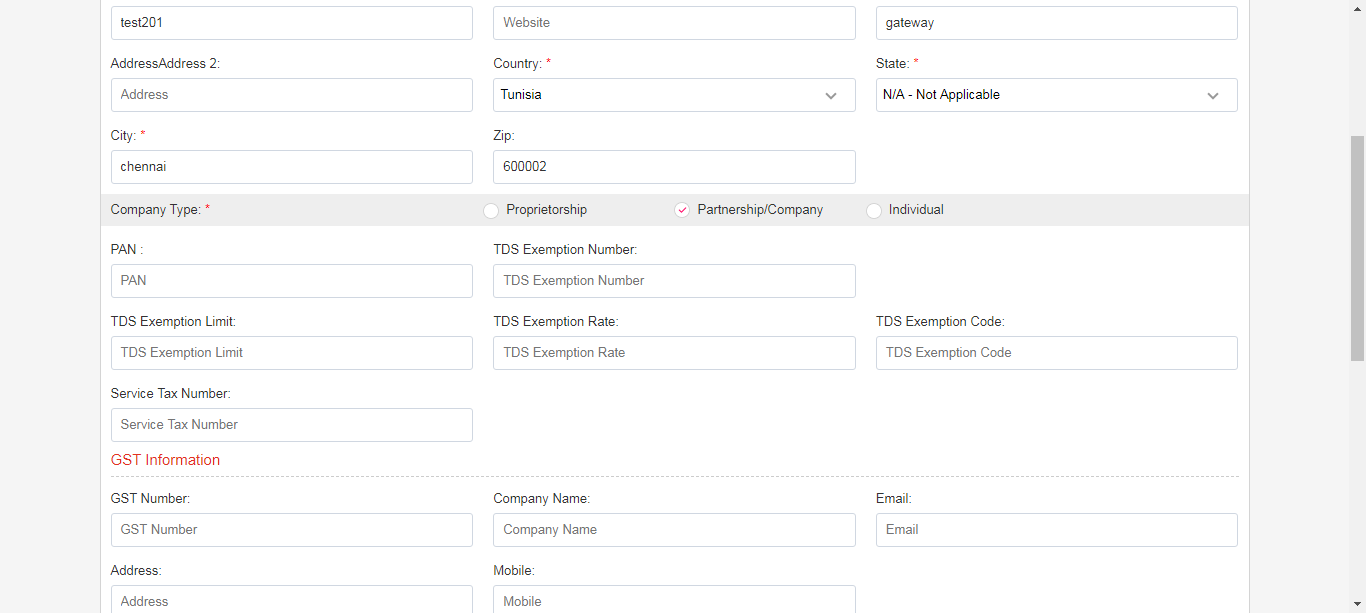 test201 Website gateway
AddressAddress 2: Country: * State: *
Address Tunisia N/A - Not Applicable
City: * Zip:
chennai 600002
Company Type: * Proprietorship Partnership/Company Individual
PAN : TDS Exemption Number:
PAN TDS Exemption Number
TDS Exemption Limit: TDS Exemption Rate: TDS Exemption Code:
TDS Exemption Limit TDS Exemption Rate TDS Exemption Code
Service Tax Number:
Service Tax Number
GST Information
GST Number: Company Name: Email:
GST Number Company Name Email
Address: Mobile:
Address Mobile